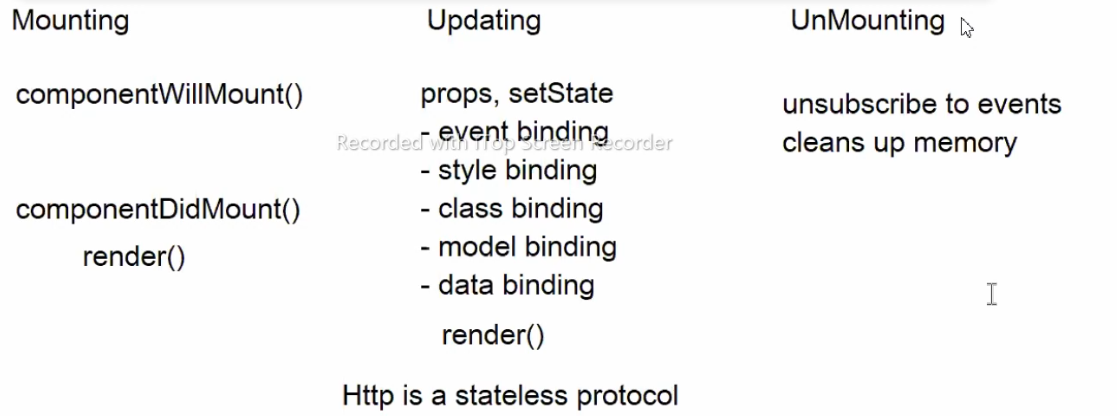 Mounting
componentWillMount()
componentDidMount()
render()
Updating
props, setState
- event binding
Recorded with iTop Screen Recorder
- style binding
- class binding
- model binding
- data binding
render()
Http is a stateless protocol
UnMounting
unsubscribe to events
cleans up memory